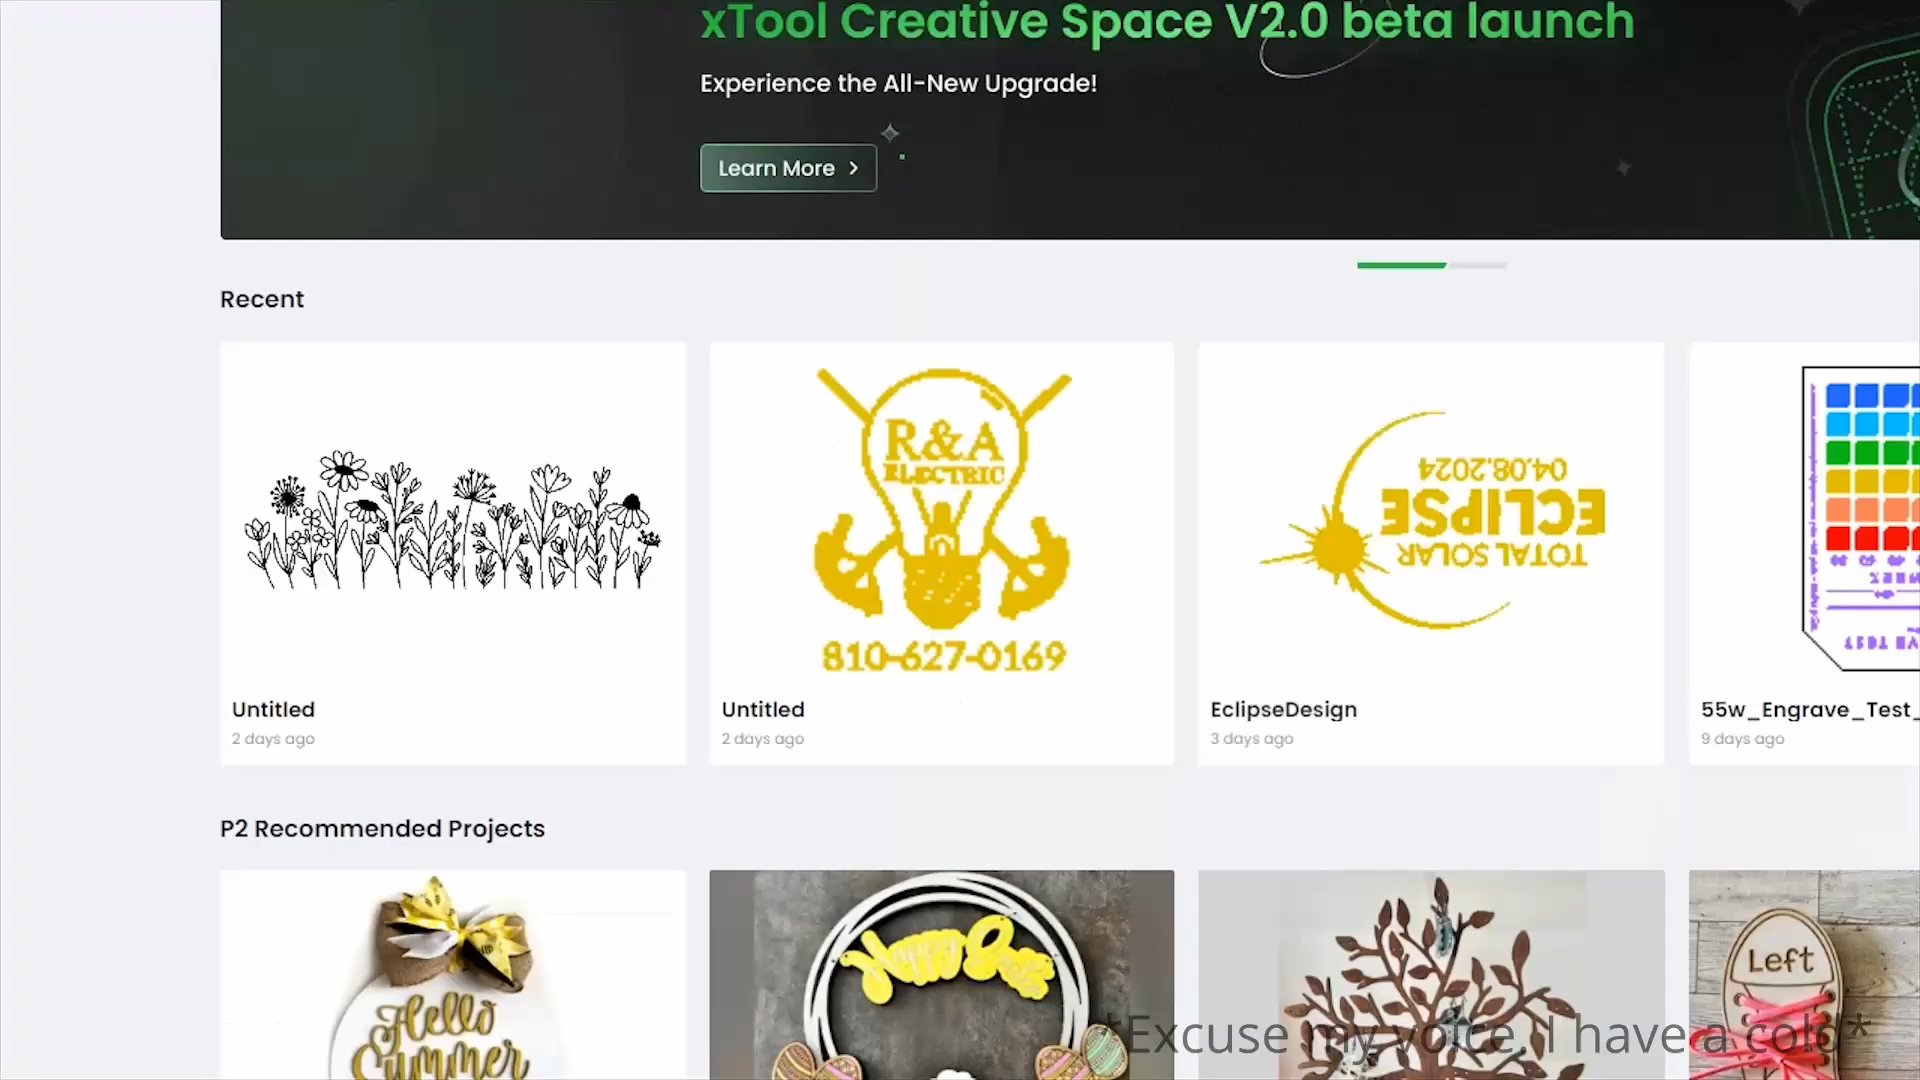 xTool Creative Space V2.0 beta launch
Experience the All-New Upgrade!
Learn More
Recent
R&A
ELECTRIC
810-627-0169
04.08.2024
ECLIPSE
TOTAL SOLAR
Untitled
2 days ago
Untitled
2 days ago
EclipseDesign
3 days ago
55w_Engrave_Test_
9 days ago
P2 Recommended Projects
Hello
Summer
Happy
Left
*Excuse my voice, I have a cold*